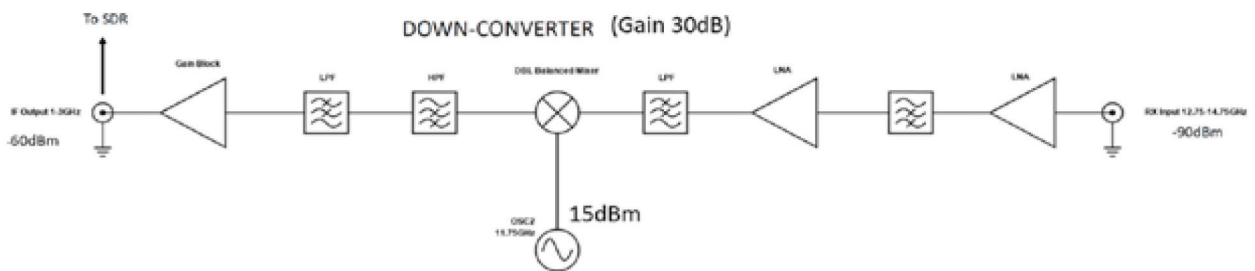 To SDR
DOWN-CONVERTER (Gain 30dB)
Gain Block
LPF
HPF
DBL Balanced Mixer
LPF
LNA
LNA
IF Output 1-3GHz
-60dBm
RX Input 12.75-14.75GHz
-90dBm
15dBm
OSC2
11.75GHz